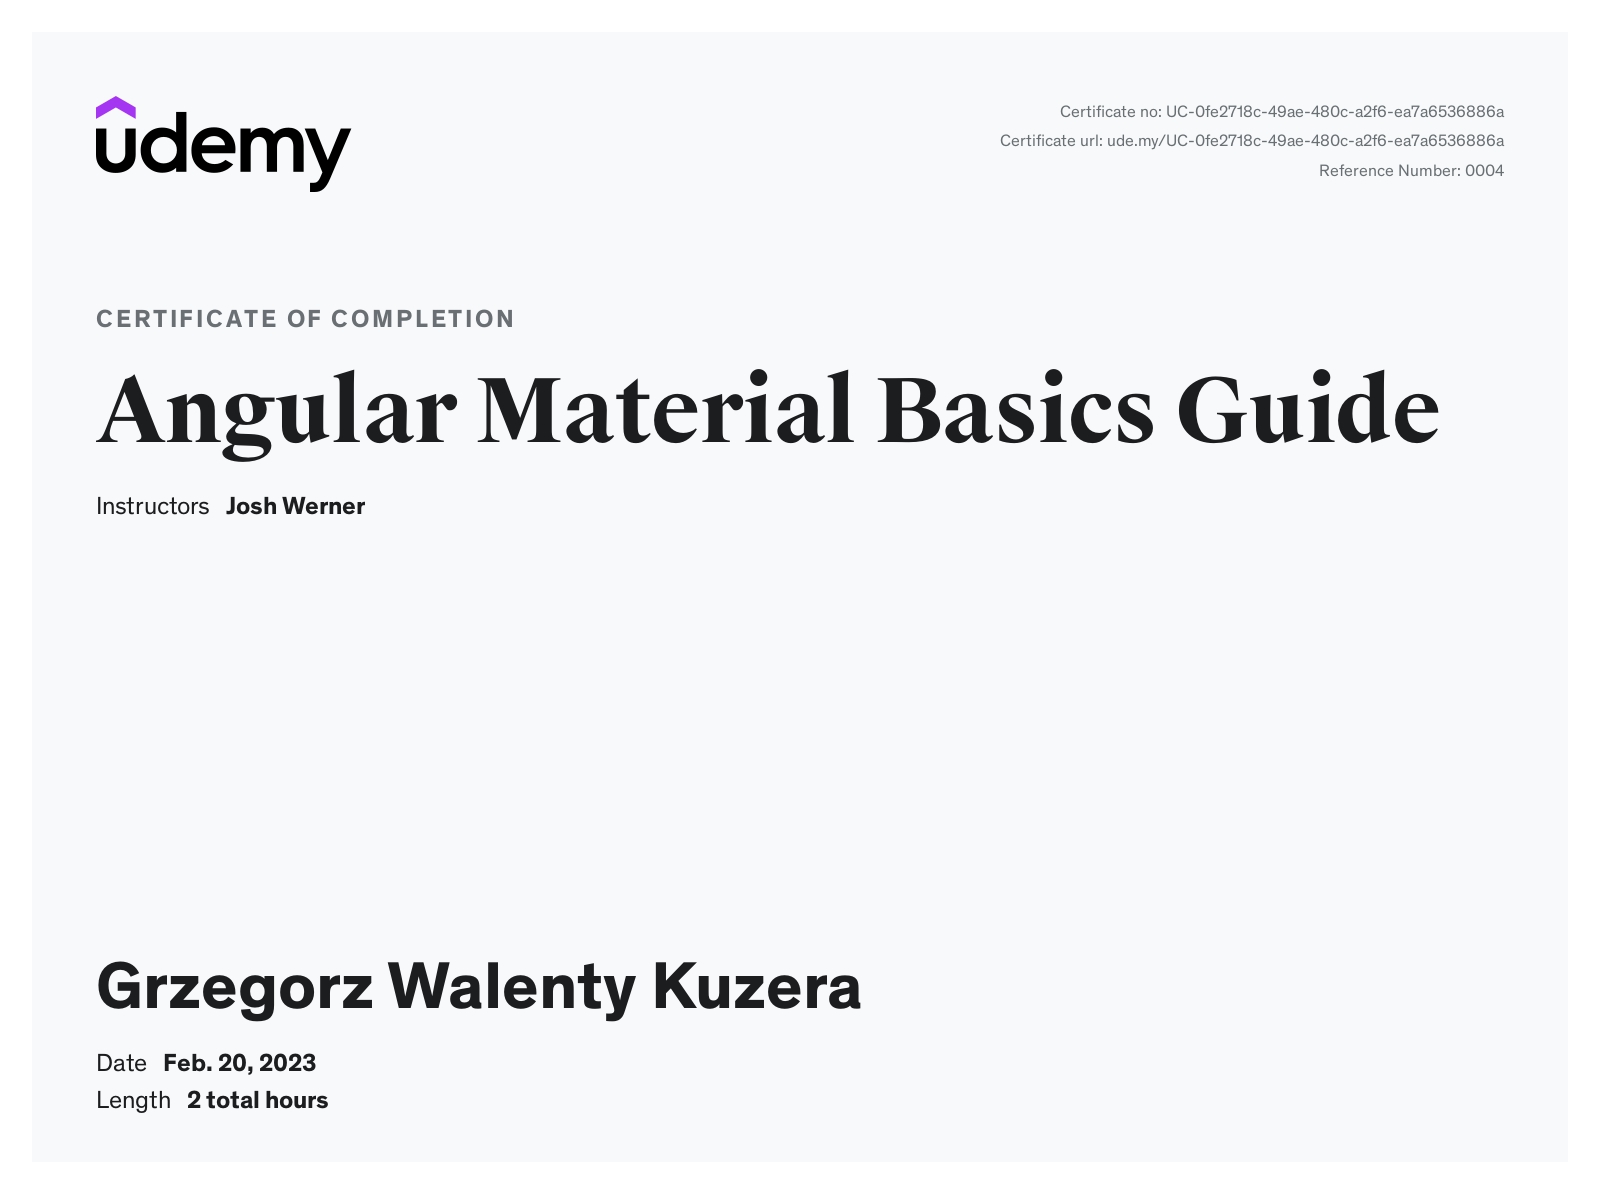 udemy
Certificate no: UC-0fe2718c-49ae-480c-a2f6-ea7a6536886a
Certificate url: ude.my/UC-0fe2718c-49ae-480c-a2f6-ea7a6536886a
Reference Number: 0004
CERTIFICATE OF COMPLETION
Angular Material Basics Guide
Instructors Josh Werner
Grzegorz Walenty Kuzera
Date Feb. 20, 2023
Length 2 total hours